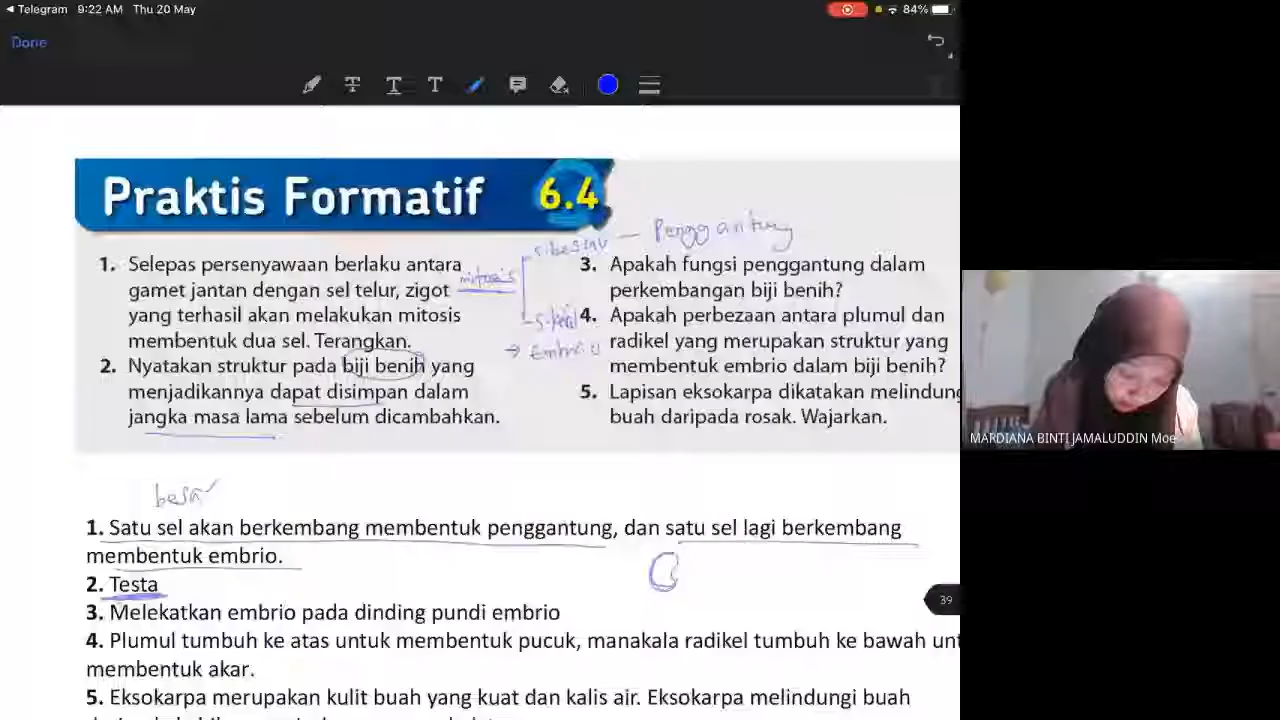 Telegram 9:22 AM Thu 20 May 84%
Done
Praktis Formatif 6.4
1. Selepas persenyawaan berlaku antara
gamet jantan dengan sel telur, zigot
yang terhasil akan melakukan mitosis
membentuk dua sel. Terangkan.
2. Nyatakan struktur pada biji benih yang
menjadikannya dapat disimpan dalam
jangka masa lama sebelum dicambahkan.
mitosis
s.besar — Penggantung
s.kecil
→ Embrio
3. Apakah fungsi penggantung dalam
perkembangan biji benih?
4. Apakah perbezaan antara plumul dan
radikel yang merupakan struktur yang
membentuk embrio dalam biji benih?
5. Lapisan eksokarpa dikatakan melindung
buah daripada rosak. Wajarkan.
MARDIANA BINTI JAMALUDDIN Moe
besar
1. Satu sel akan berkembang membentuk penggantung, dan satu sel lagi berkembang
membentuk embrio.
2. Testa
3. Melekatkan embrio pada dinding pundi embrio
39
4. Plumul tumbuh ke atas untuk membentuk pucuk, manakala radikel tumbuh ke bawah unt
membentuk akar.
5. Eksokarpa merupakan kulit buah yang kuat dan kalis air. Eksokarpa melindungi buah